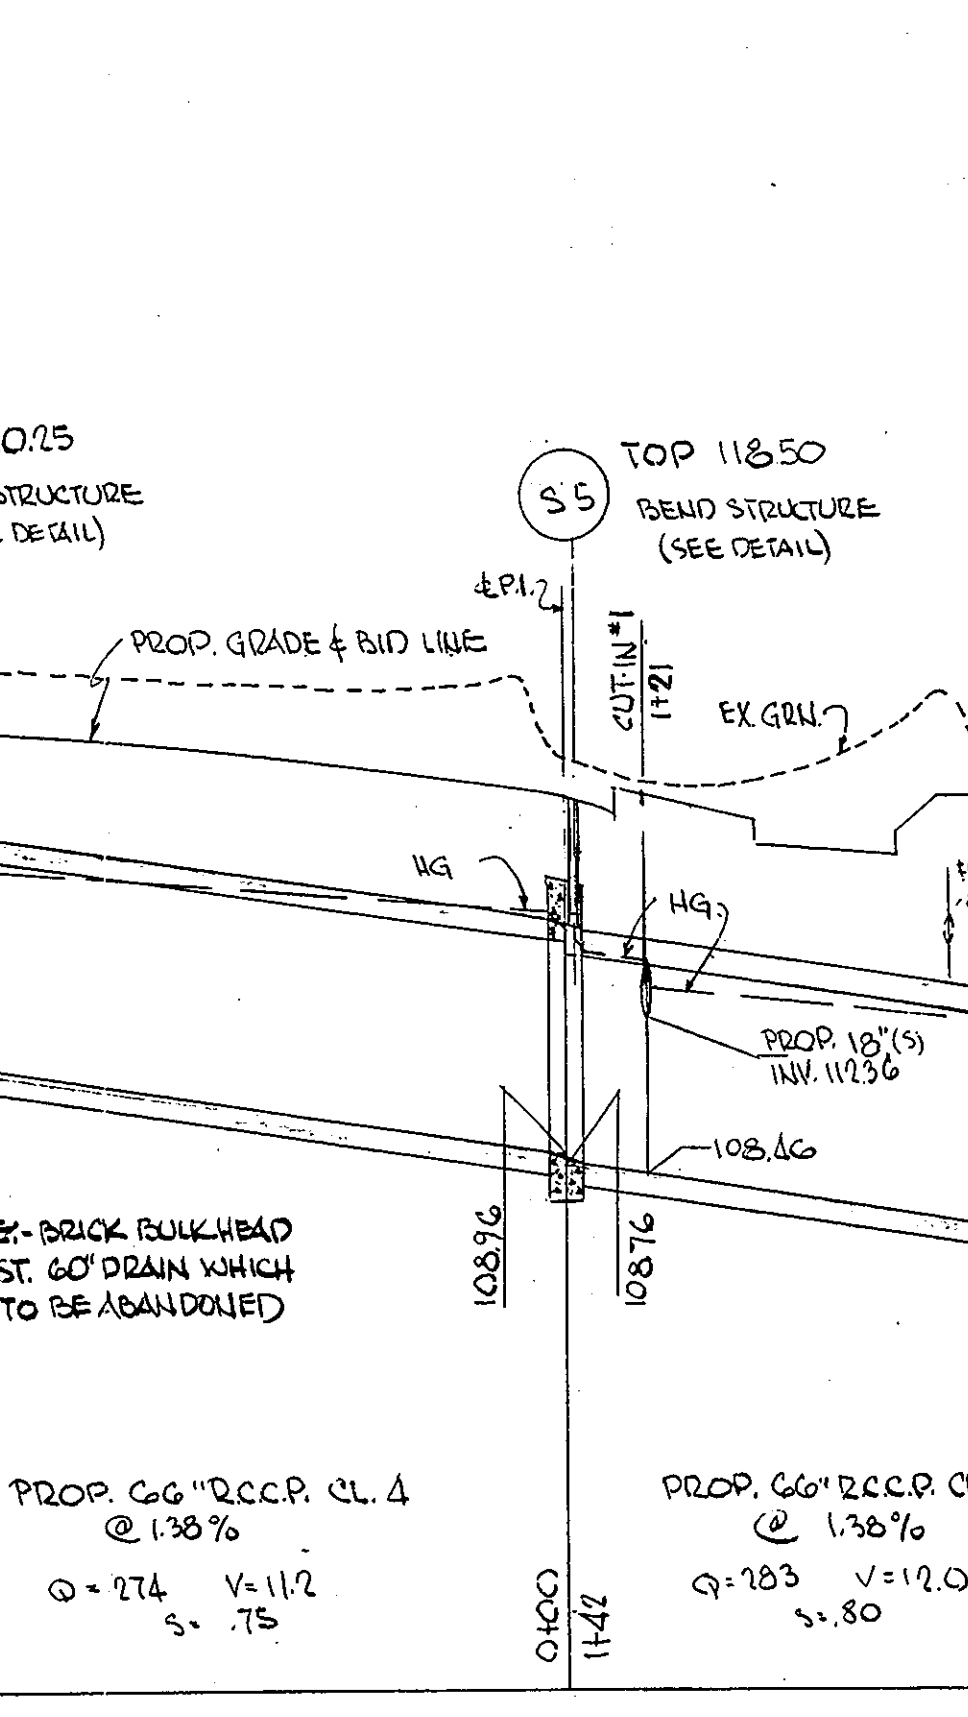 0.25
STRUCTURE
DETAIL)
S 5
TOP 118.50
BEND STRUCTURE
(SEE DETAIL)
℄ P.I.
PROP. GRADE & BID LINE
CUT-IN #1
1+21
EX. GRN.
HG
HG.
PROP. 18"(S)
INV. 112.36
108.46
108.96
108.76
- BRICK BULKHEAD
ST. 60" DRAIN WHICH
TO BE ABANDONED
PROP. 66" R.C.C.P. CL. 4
@ 1.38%
Q = 274 V = 11.2
S = .75
0+00
1+42
PROP. 66" R.C.C.P.
@ 1.38%
Q = 283 V = 12.0
S = .80